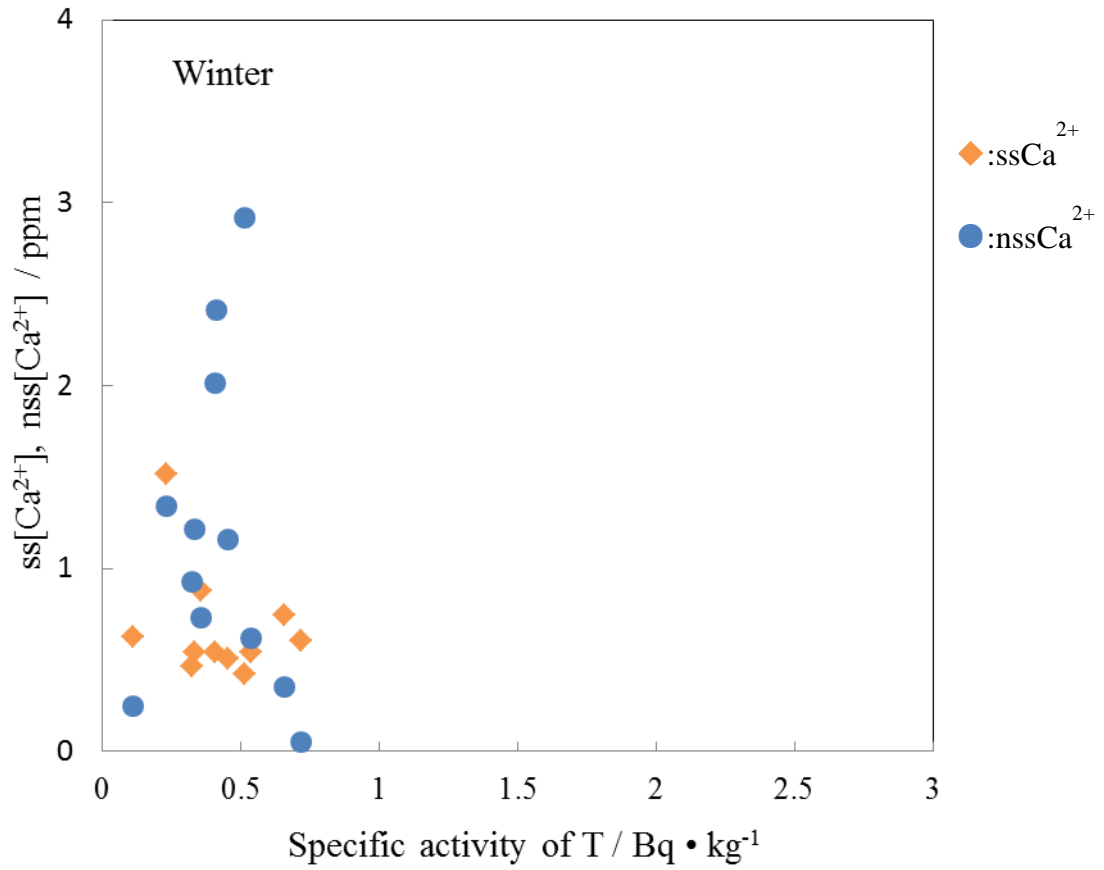 4
Winter
:ssCa²⁺
3
:nssCa²⁺
ss[Ca²⁺], nss[Ca²⁺] / ppm
2
1
0
0 0.5 1 1.5 2 2.5 3
Specific activity of T / Bq • kg⁻¹